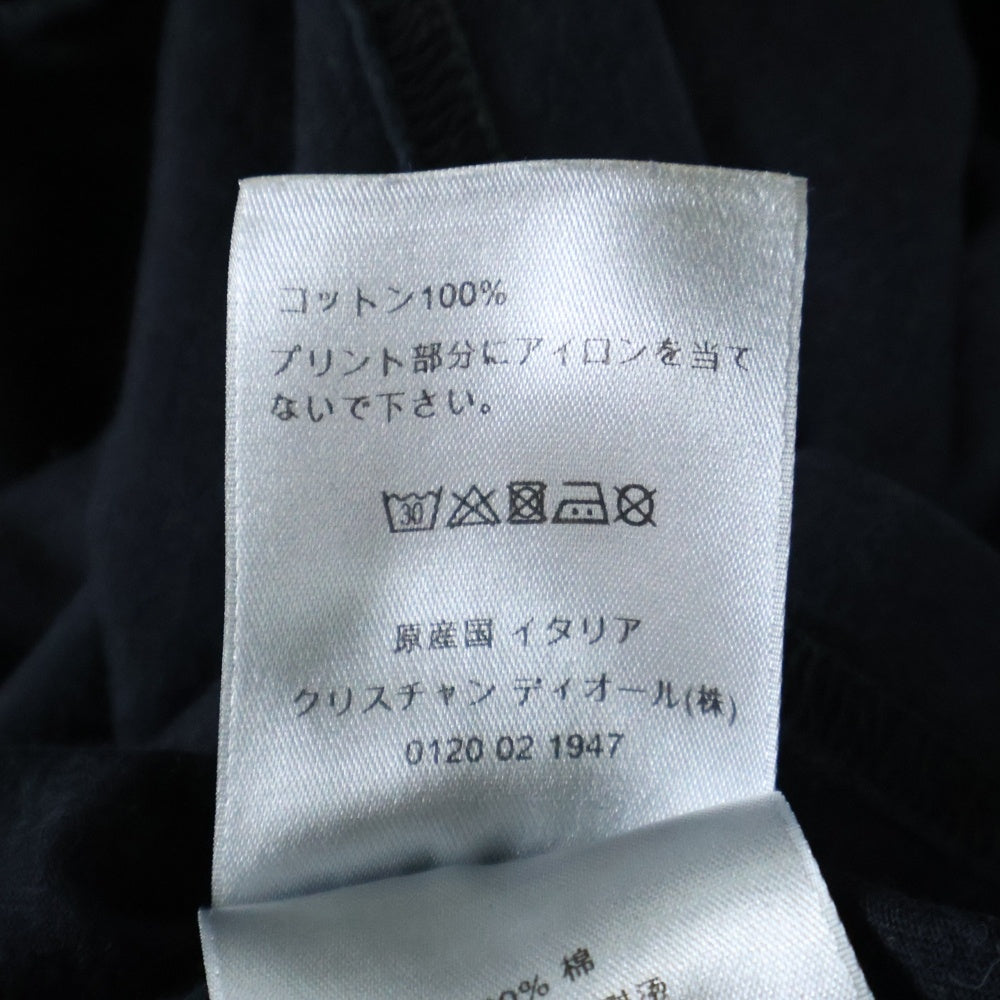 コットン100%
プリント部分にアイロンを当て
ないで下さい。
30
原産国 イタリア
クリスチャン ディオール(株)
0120 02 1947
% 棉